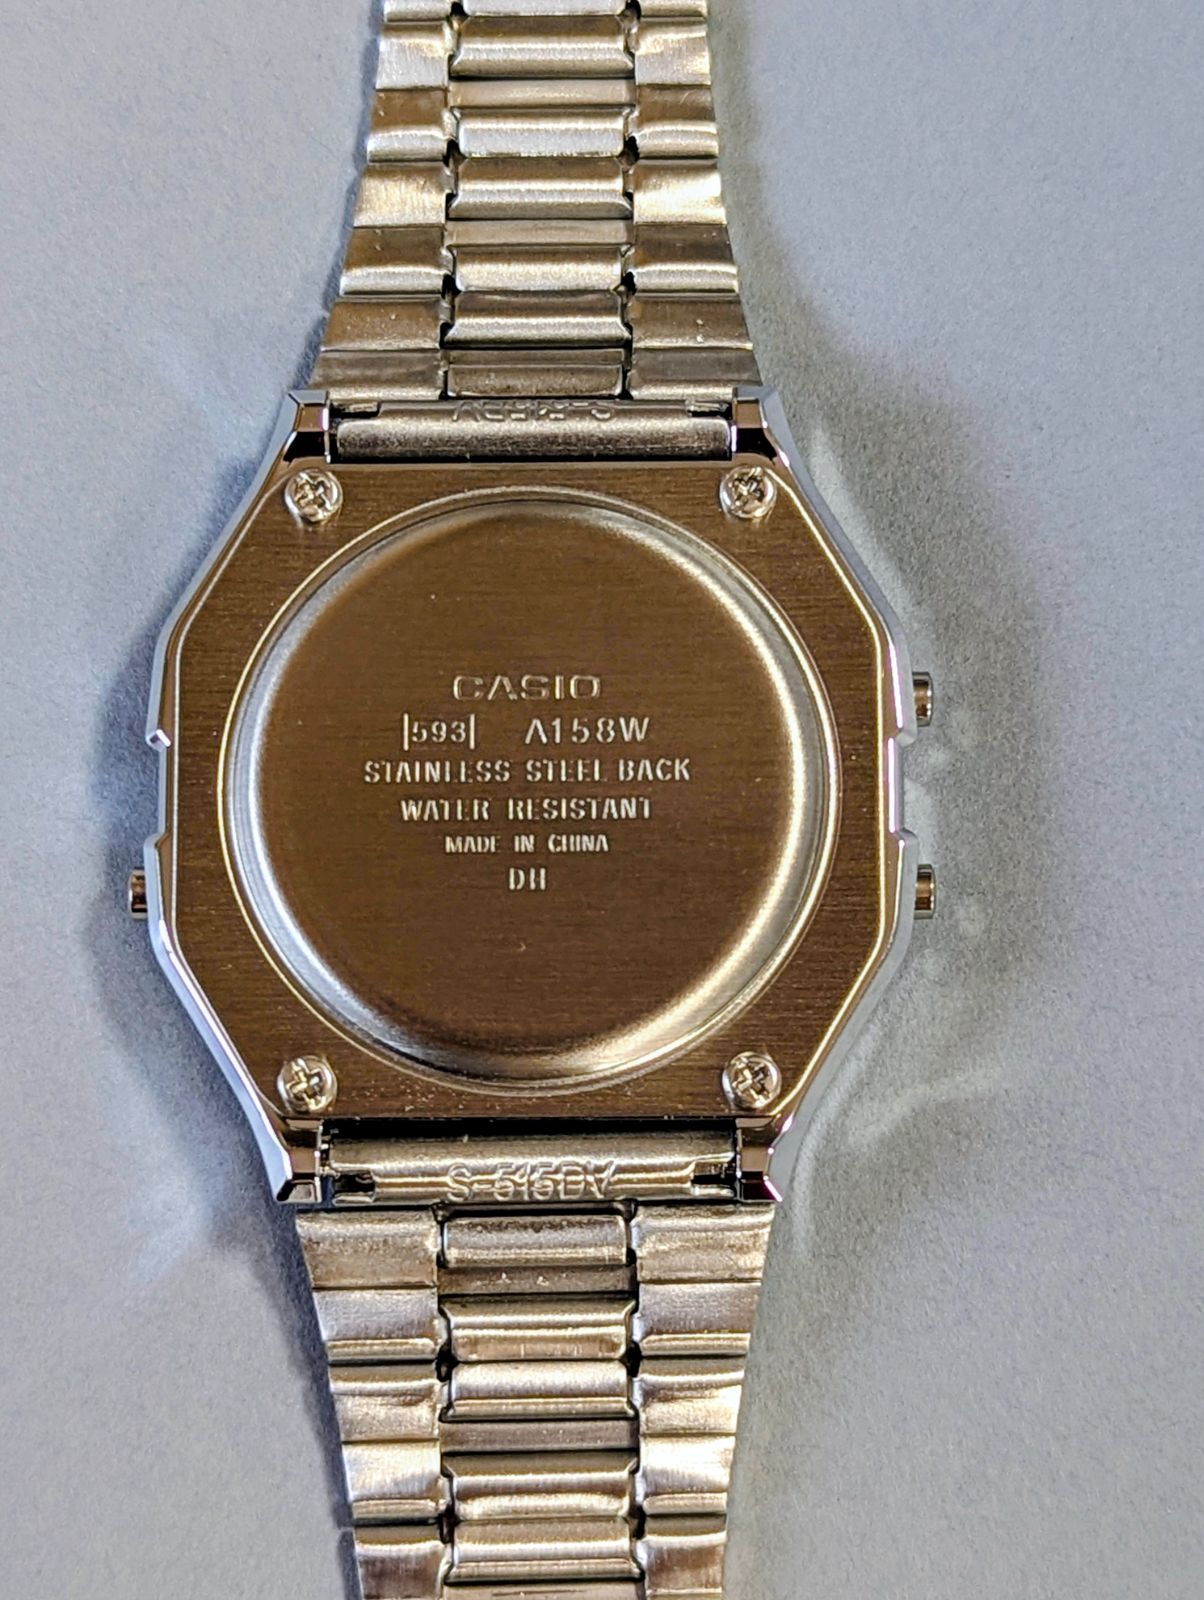 CASIO
|593| A158W
STAINLESS STEEL BACK
WATER RESISTANT
MADE IN CHINA
DH
S-515DV